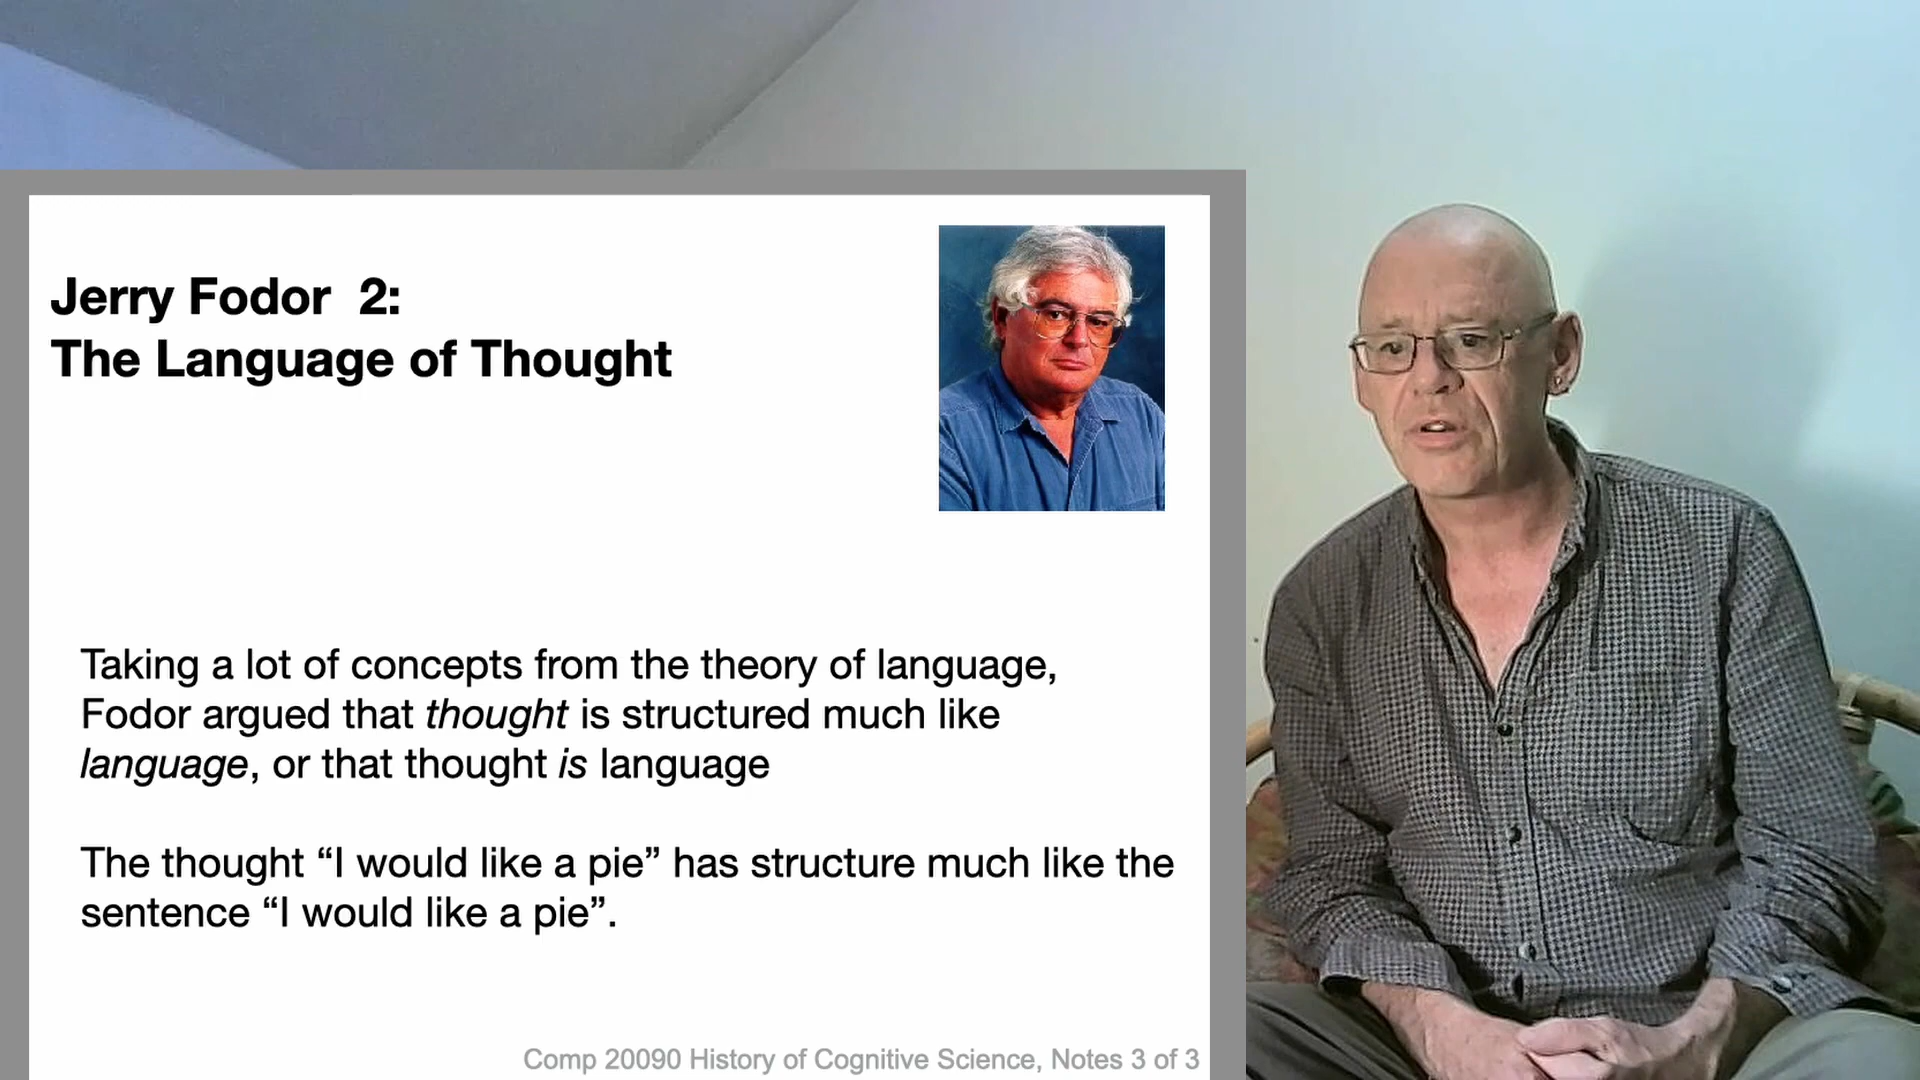 Jerry Fodor 2:
The Language of Thought
Taking a lot of concepts from the theory of language,
Fodor argued that thought is structured much like
language, or that thought is language
The thought “I would like a pie” has structure much like the
sentence “I would like a pie”.
Comp 20090 History of Cognitive Science, Notes 3 of 3